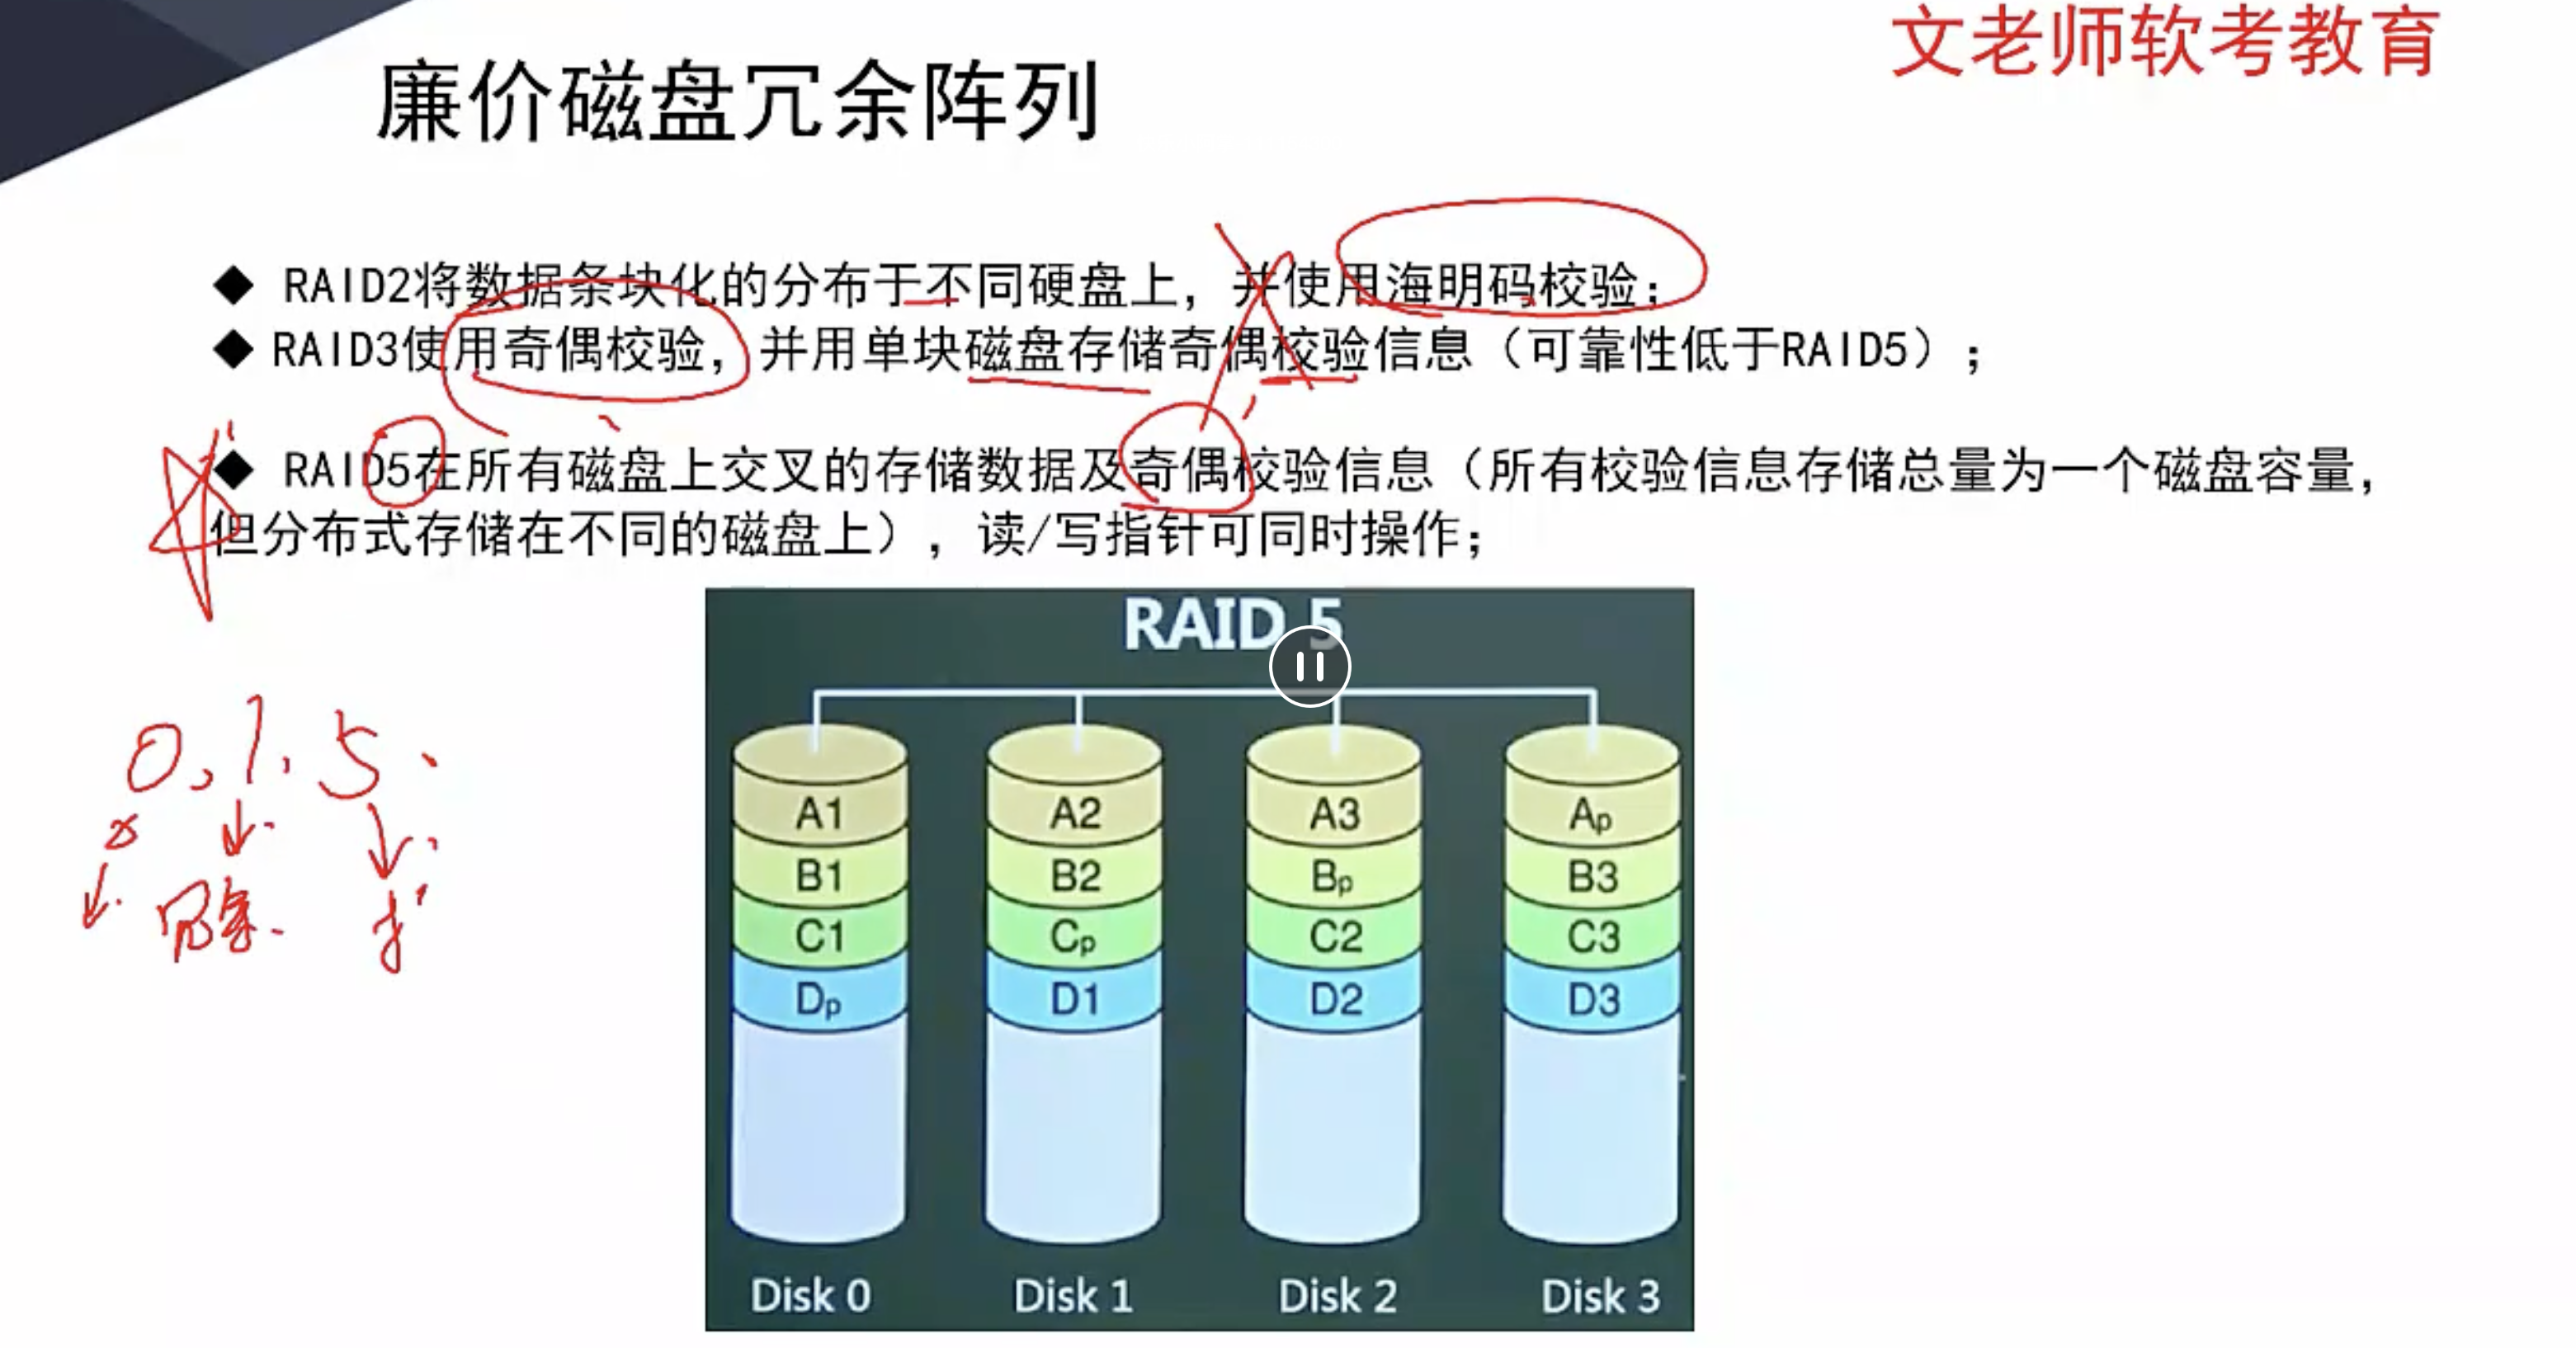 文老师软考教育
廉价磁盘冗余阵列
◆ RAID2将数据条块化的分布于不同硬盘上，并使用海明码校验；
◆ RAID3使用奇偶校验，并用单块磁盘存储奇偶校验信息（可靠性低于RAID5）；
◆ RAID5在所有磁盘上交叉的存储数据及奇偶校验信息（所有校验信息存储总量为一个磁盘容量，
但分布式存储在不同的磁盘上），读/写指针可同时操作；
RAID 5
0, 1, 5
冗余
A1 A2 A3 Ap
B1 B2 Bp B3
C1 Cp C2 C3
Dp D1 D2 D3
Disk 0 Disk 1 Disk 2 Disk 3